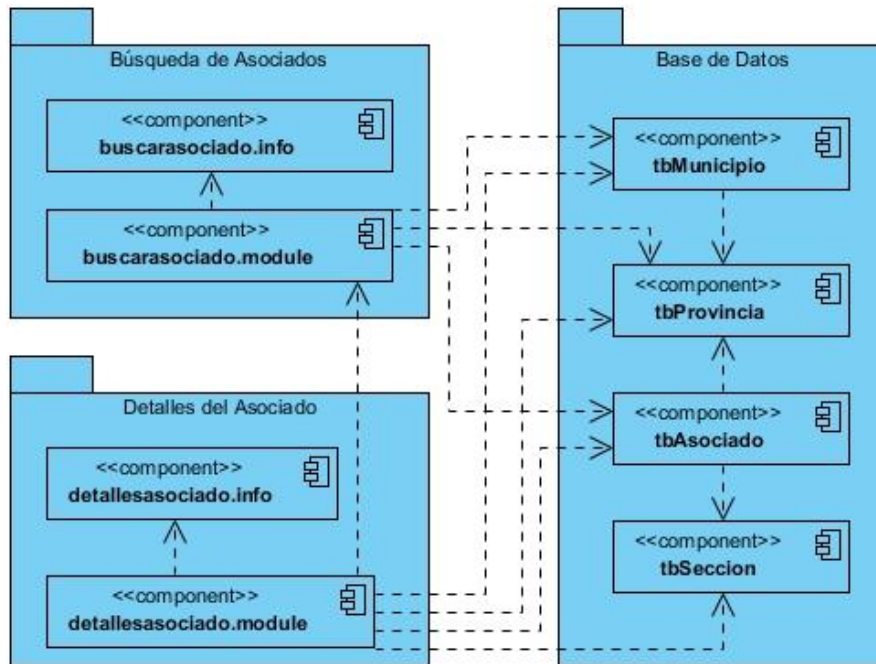 Búsqueda de Asociados
<<component>>
buscarasociado.info
<<component>>
buscarasociado.module
Detalles del Asociado
<<component>>
detallesasociado.info
<<component>>
detallesasociado.module
Base de Datos
<<component>>
tbMunicipio
<<component>>
tbProvincia
<<component>>
tbAsociado
<<component>>
tbSeccion